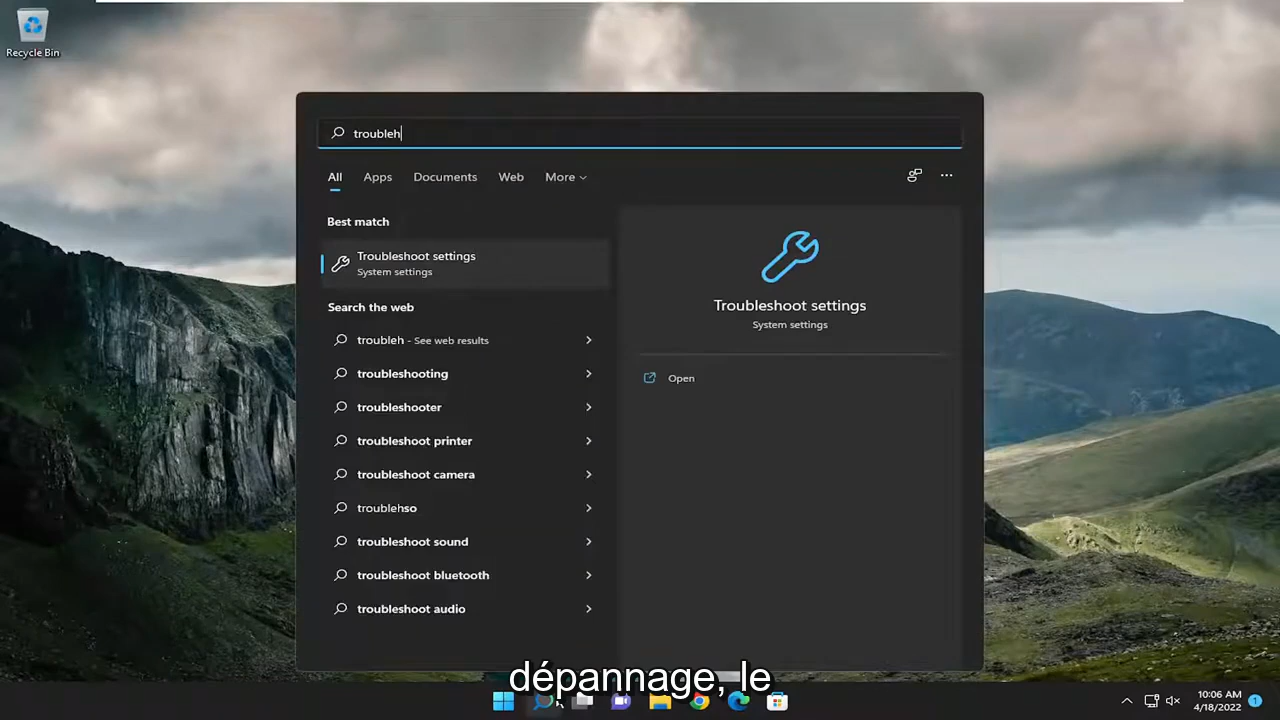 Recycle Bin
troubleh
All Apps Documents Web More
Best match
Troubleshoot settings
System settings
Search the web
troubleh - See web results
troubleshooting
troubleshooter
troubleshoot printer
troubleshoot camera
troublehso
troubleshoot sound
troubleshoot bluetooth
troubleshoot audio
Troubleshoot settings
System settings
Open
dépannage, le
10:06 AM
4/18/2022
1